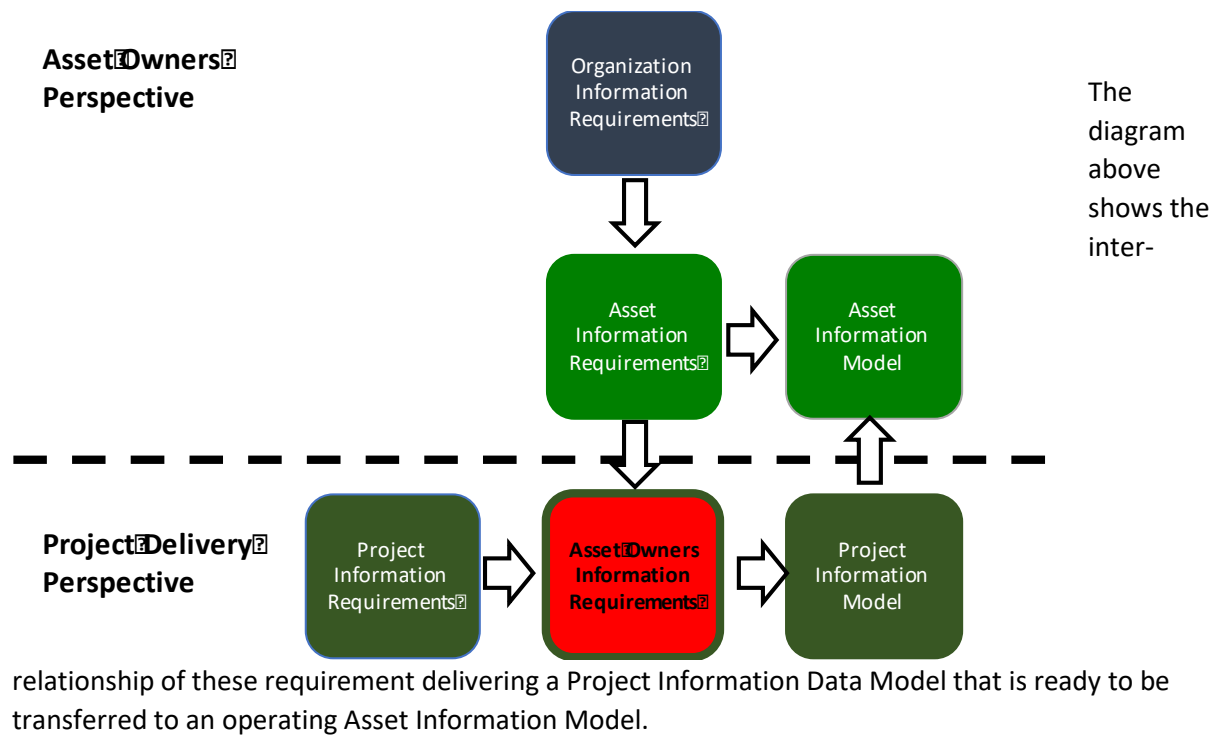 Asset Owners
Perspective
Organization
Information
Requirements
The
diagram
above
shows the
inter-
Asset
Information
Requirements
Asset
Information
Model
Project Delivery
Perspective
Project
Information
Requirements
Asset Owners
Information
Requirements
Project
Information
Model
relationship of these requirement delivering a Project Information Data Model that is ready to be
transferred to an operating Asset Information Model.